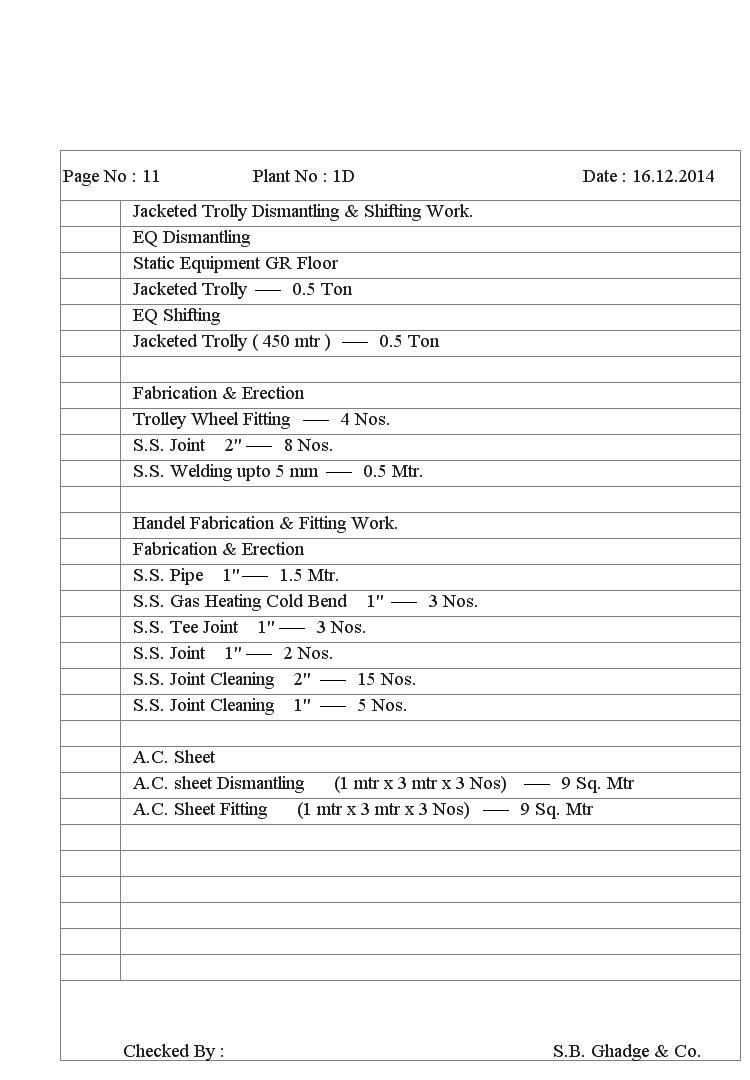 Page No : 11 Plant No : 1D Date : 16.12.2014
Jacketed Trolly Dismantling & Shifting Work.
EQ Dismantling
Static Equipment GR Floor
Jacketed Trolly — 0.5 Ton
EQ Shifting
Jacketed Trolly ( 450 mtr ) — 0.5 Ton
Fabrication & Erection
Trolley Wheel Fitting — 4 Nos.
S.S. Joint 2" — 8 Nos.
S.S. Welding upto 5 mm — 0.5 Mtr.
Handel Fabrication & Fitting Work.
Fabrication & Erection
S.S. Pipe 1" — 1.5 Mtr.
S.S. Gas Heating Cold Bend 1" — 3 Nos.
S.S. Tee Joint 1" — 3 Nos.
S.S. Joint 1" — 2 Nos.
S.S. Joint Cleaning 2" — 15 Nos.
S.S. Joint Cleaning 1" — 5 Nos.
A.C. Sheet
A.C. sheet Dismantling (1 mtr x 3 mtr x 3 Nos) — 9 Sq. Mtr
A.C. Sheet Fitting (1 mtr x 3 mtr x 3 Nos) — 9 Sq. Mtr
Checked By : S.B. Ghadge & Co.